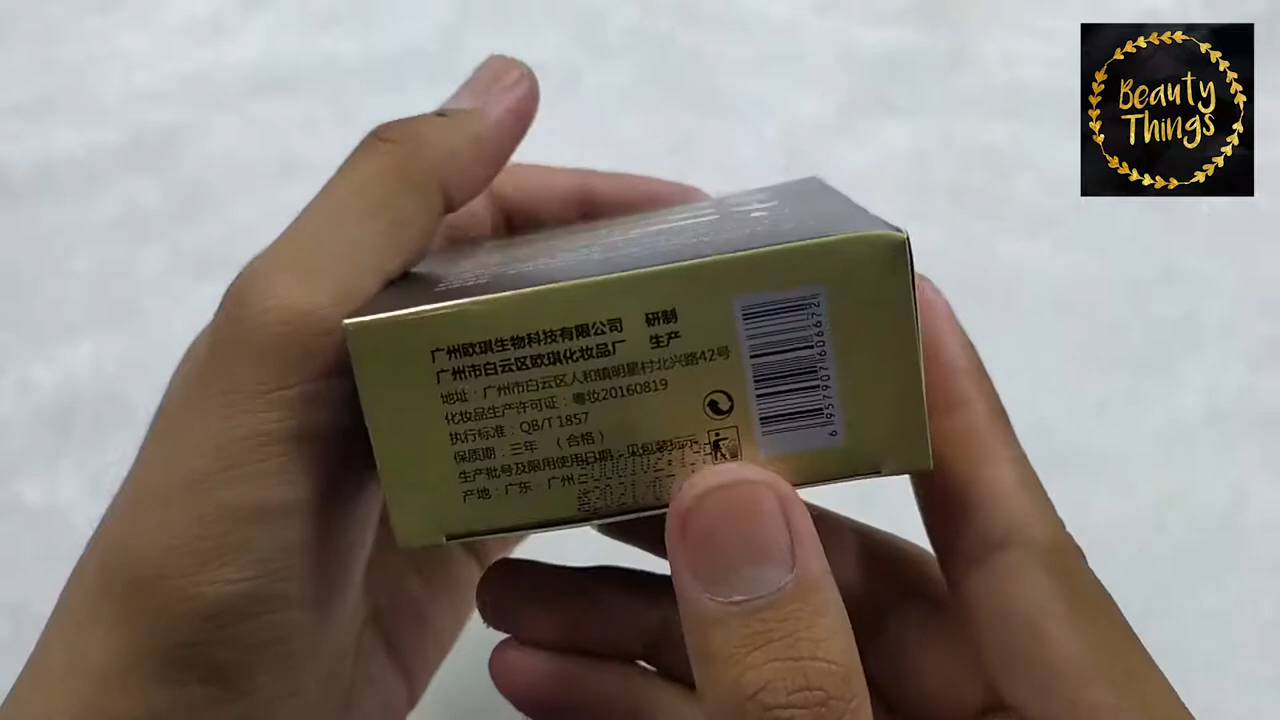 Beauty
Things
广州欧琪生物科技有限公司 研制
广州市白云区欧琪化妆品厂 生产
地址：广州市白云区人和镇明星村北兴路42号
化妆品生产许可证：粤妆20160819
执行标准：QB/T 1857
保质期：三年 （合格）
生产批号及限用使用日期：见包装标示
产地：广东·广州
6957907606672